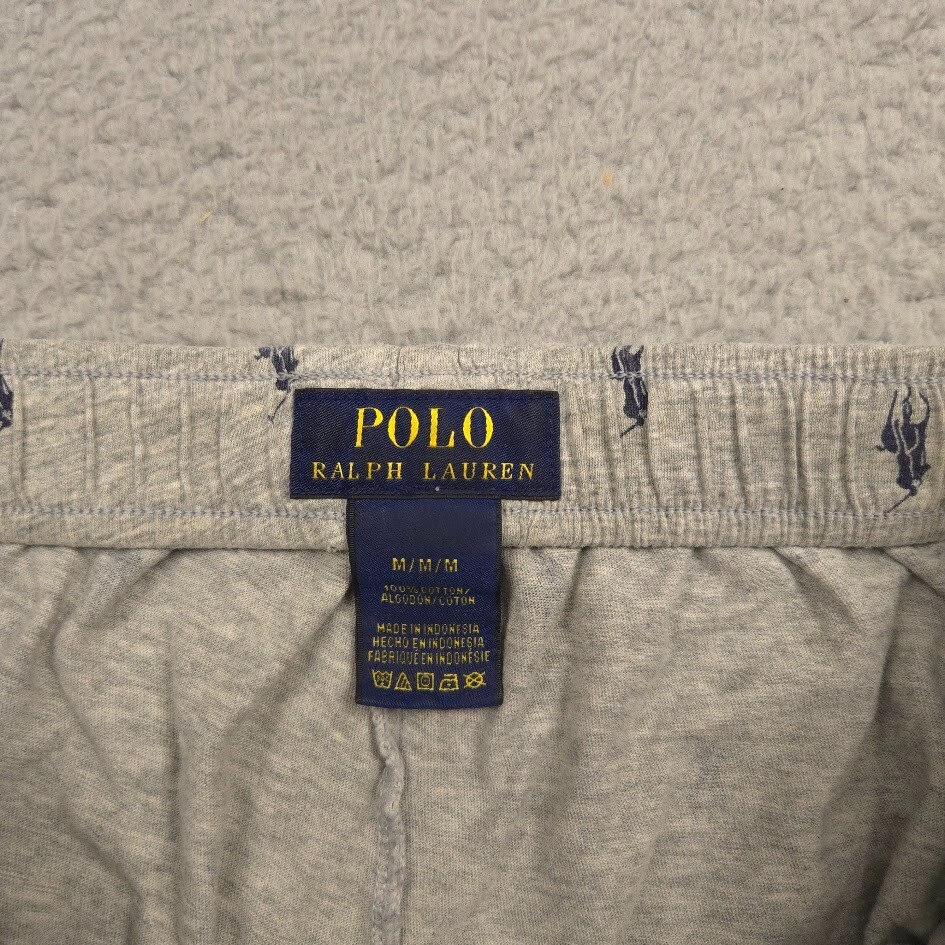 POLO
RALPH LAUREN
M/M/M
100% COTTON/
ALGODON/COTON
MADE IN INDONESIA
HECHO EN INDONESIA
FABRIQUE EN INDONESIE